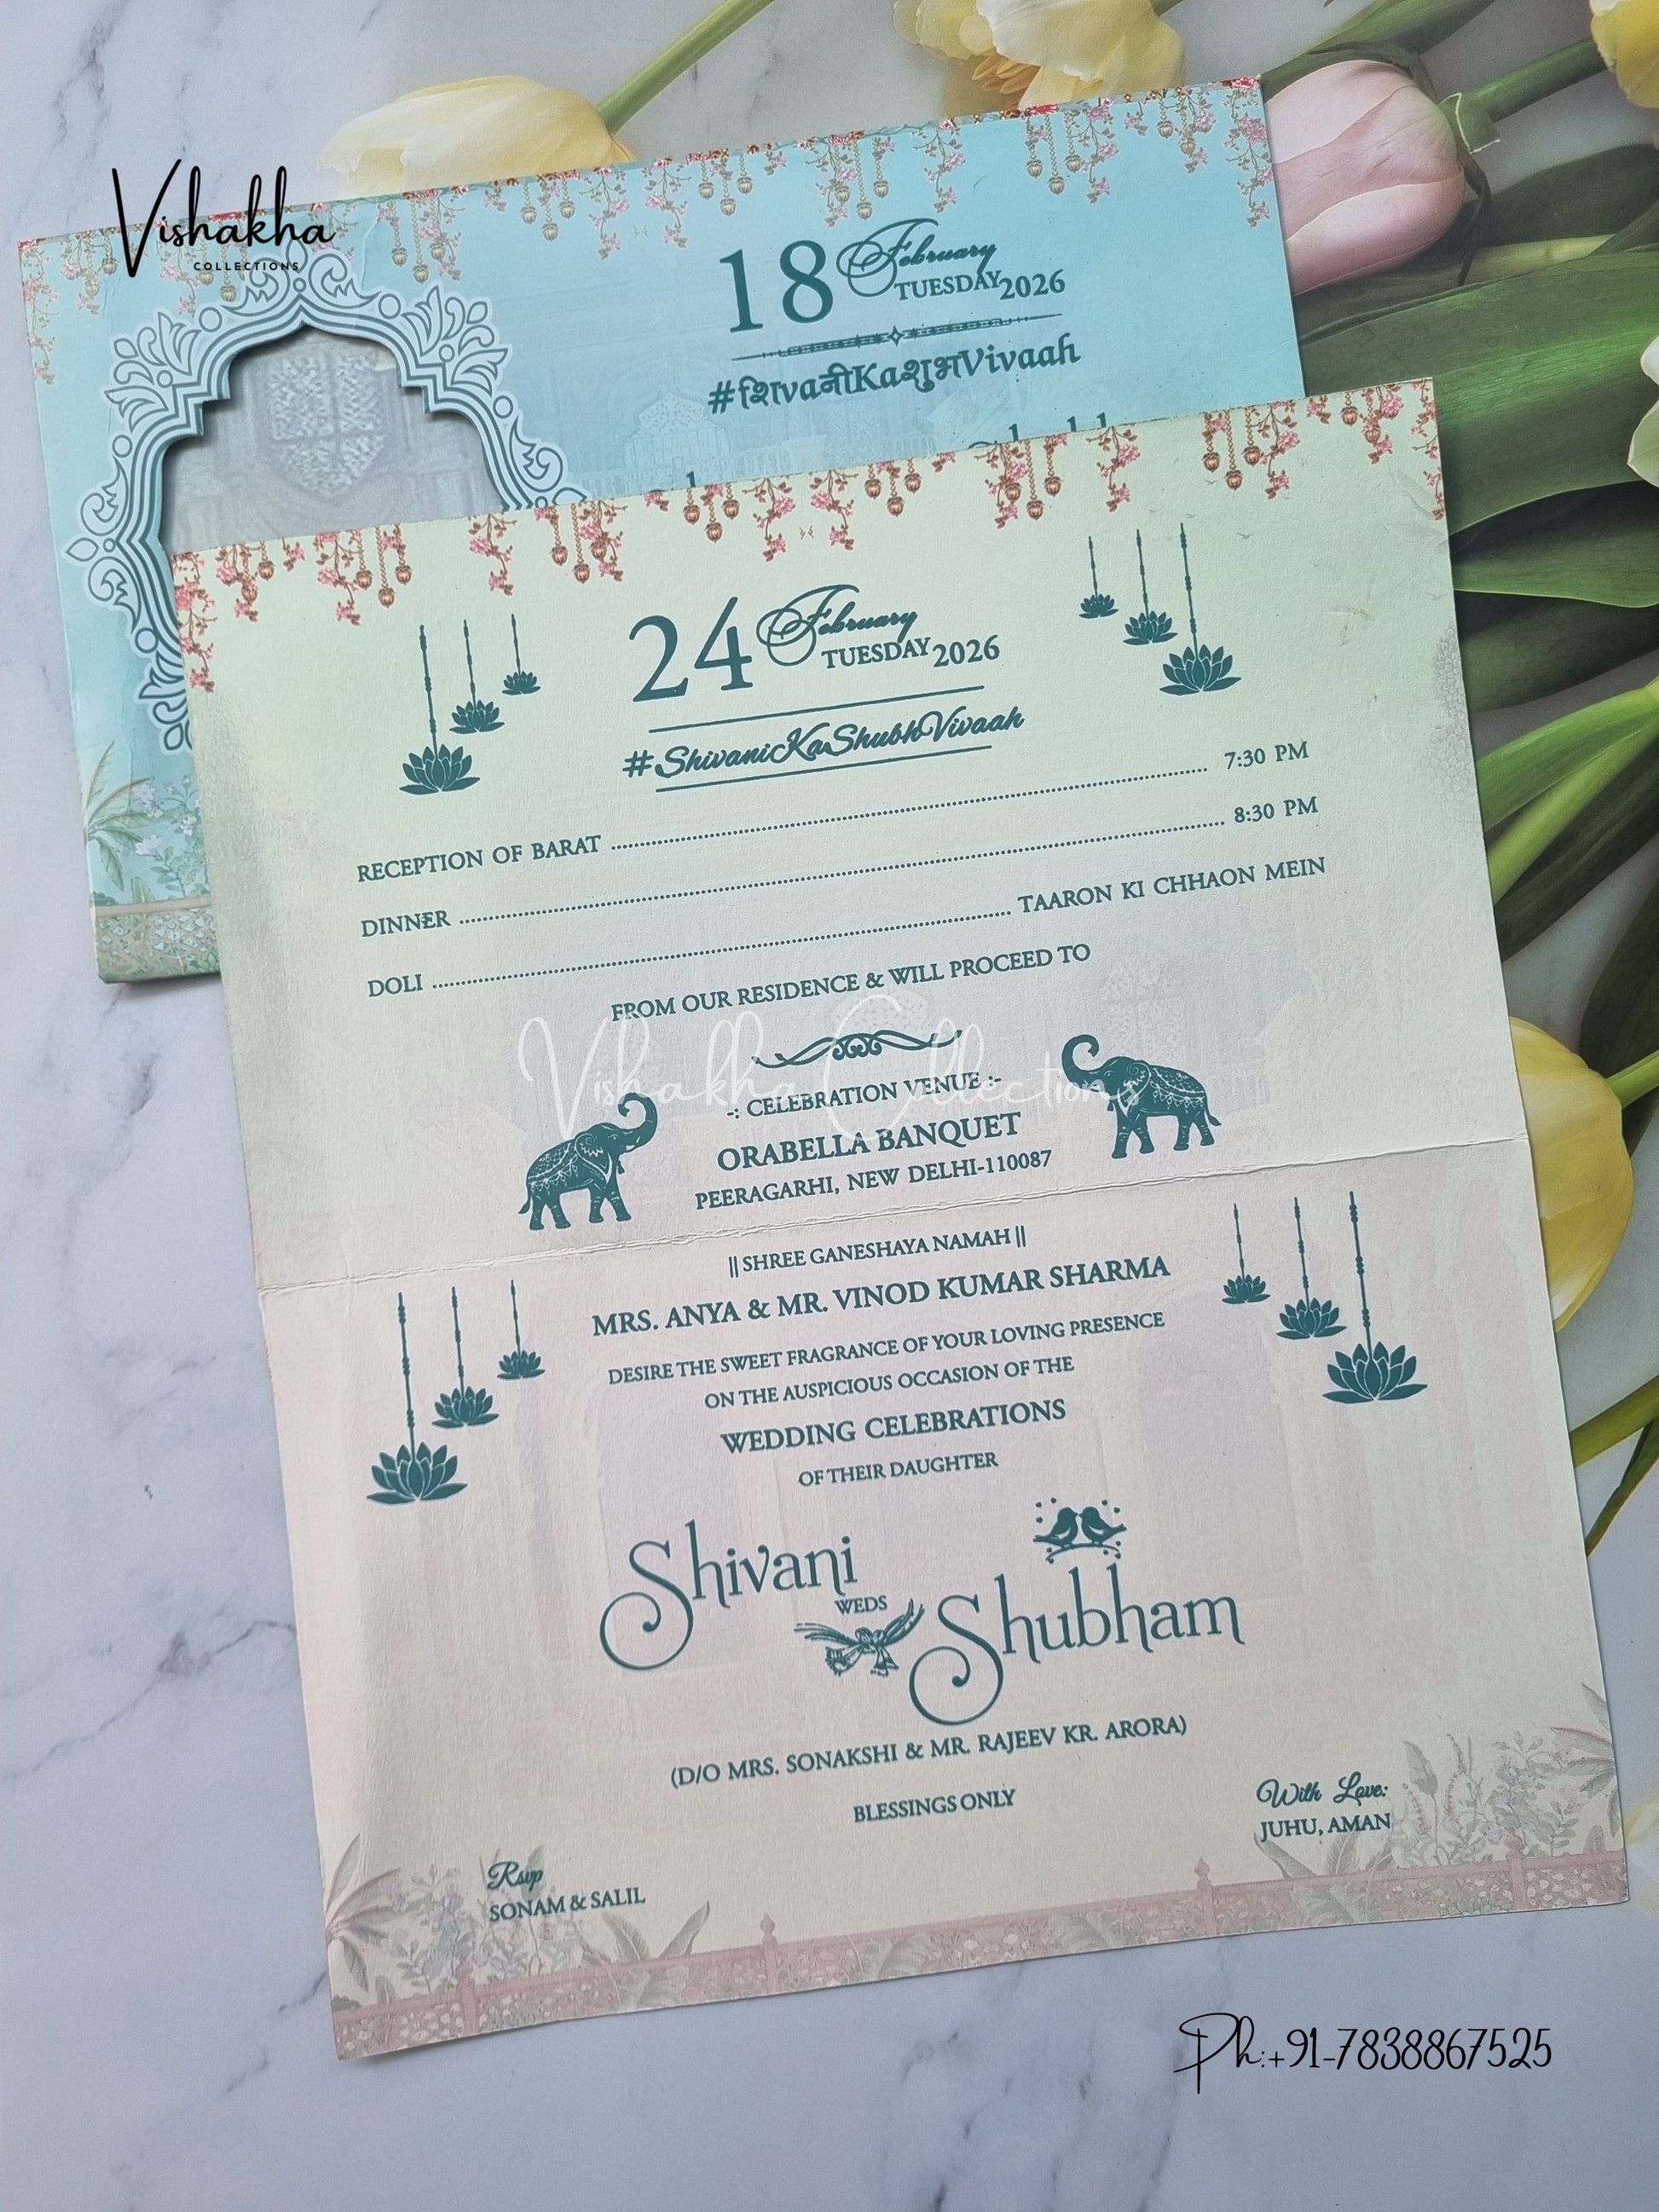 Vishakha
COLLECTIONS
18 February
TUESDAY 2026
#शिvaनीKaशुभVivaah
24 February
TUESDAY 2026
#ShivaniKaShubhVivaah
RECEPTION OF BARAT ........ 7:30 PM
DINNER ........ 8:30 PM
DOLI ........ TAARON KI CHHAON MEIN
FROM OUR RESIDENCE & WILL PROCEED TO
Vishakha Collections
-: CELEBRATION VENUE :-
ORABELLA BANQUET
PEERAGARHI, NEW DELHI-110087
|| SHREE GANESHAYA NAMAH ||
MRS. ANYA & MR. VINOD KUMAR SHARMA
DESIRE THE SWEET FRAGRANCE OF YOUR LOVING PRESENCE
ON THE AUSPICIOUS OCCASION OF THE
WEDDING CELEBRATIONS
OF THEIR DAUGHTER
Shivani
WEDS
Shubham
(D/O MRS. SONAKSHI & MR. RAJEEV KR. ARORA)
BLESSINGS ONLY
With Love:
JUHU, AMAN
Rsvp
SONAM & SALIL
Ph:+91-7838867525